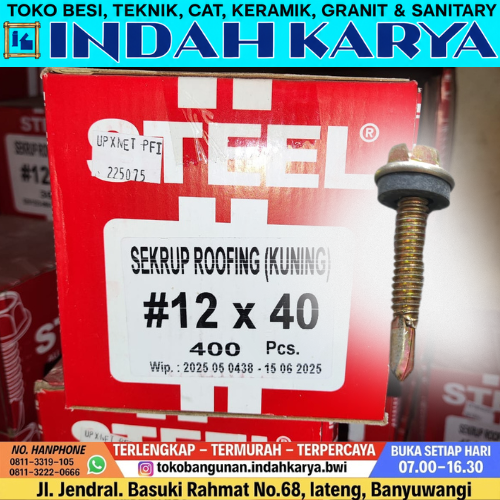 TOKO BESI, TEKNIK, CAT, KERAMIK, GRANIT & SANITARY
INDAH KARYA
STEEL®
UPXNET PFI
225075
SEKRUP ROOFING (KUNING)
#12 x 40
400 Pcs.
Wip. : 2025 05 0438 - 15 06 2025
#12
STEEL
NO. HANPHONE
0811-3319-105
0811-3222-0666
TERLENGKAP – TERMURAH – TERPERCAYA
tokobangunan.indahkarya.bwi
BUKA SETIAP HARI
07.00-16.30
Jl. Jendral. Basuki Rahmat No.68, lateng, Banyuwangi